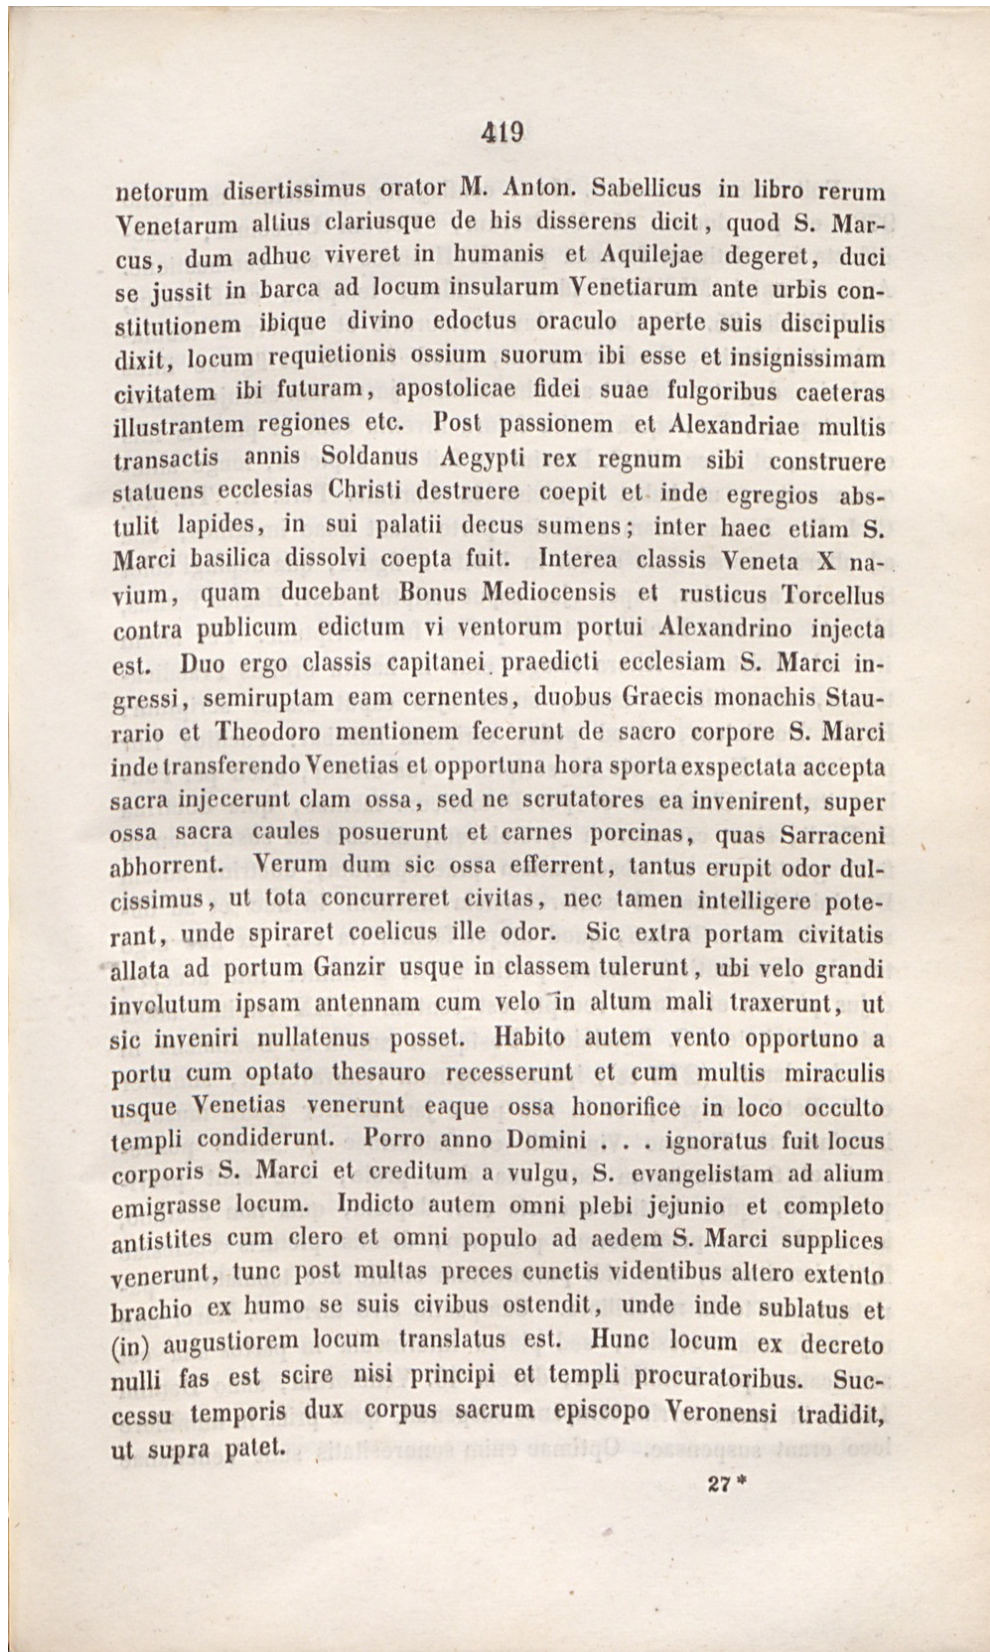 419
netorum disertissimus orator M. Anton. Sabellicus in libro rerum
Venetarum altius clariusque de his disserens dicit, quod S. Mar-
cus, dum adhuc viveret in humanis et Aquilejae degeret, duci
se jussit in barca ad locum insularum Venetiarum ante urbis con-
stitutionem ibique divino edoctus oraculo aperte suis discipulis
dixit, locum requietionis ossium suorum ibi esse et insignissimam
civitatem ibi futuram, apostolicae fidei suae fulgoribus caeteras
illustrantem regiones etc. Post passionem et Alexandriae multis
transactis annis Soldanus Aegypti rex regnum sibi construere
statuens ecclesias Christi destruere coepit et inde egregios abs-
tulit lapides, in sui palatii decus sumens; inter haec etiam S.
Marci basilica dissolvi coepta fuit. Interea classis Veneta X na-
vium, quam ducebant Bonus Mediocensis et rusticus Torcellus
contra publicum edictum vi ventorum portui Alexandrino injecta
est. Duo ergo classis capitanei praedicti ecclesiam S. Marci in-
gressi, semiruptam eam cernentes, duobus Graecis monachis Stau-
rario et Theodoro mentionem fecerunt de sacro corpore S. Marci
inde transferendo Venetias et opportuna hora sporta exspectata accepta
sacra injecerunt clam ossa, sed ne scrutatores ea invenirent, super
ossa sacra caules posuerunt et carnes porcinas, quas Sarraceni
abhorrent. Verum dum sic ossa efferrent, tantus erupit odor dul-
cissimus, ut tota concurreret civitas, nec tamen intelligere pote-
rant, unde spiraret coelicus ille odor. Sic extra portam civitatis
allata ad portum Ganzir usque in classem tulerunt, ubi velo grandi
involutum ipsam antennam cum velo in altum mali traxerunt, ut
sic inveniri nullatenus posset. Habito autem vento opportuno a
portu cum optato thesauro recesserunt et cum multis miraculis
usque Venetias venerunt eaque ossa honorifice in loco occulto
templi condiderunt. Porro anno Domini . . . ignoratus fuit locus
corporis S. Marci et creditum a vulgu, S. evangelistam ad alium
emigrasse locum. Indicto autem omni plebi jejunio et completo
antistites cum clero et omni populo ad aedem S. Marci supplices
venerunt, tunc post multas preces cunctis videntibus altero extento
brachio ex humo se suis civibus ostendit, unde inde sublatus et
(in) augustiorem locum translatus est. Hunc locum ex decreto
nulli fas est scire nisi principi et templi procuratoribus. Suc-
cessu temporis dux corpus sacrum episcopo Veronensi tradidit,
ut supra patet.
27*